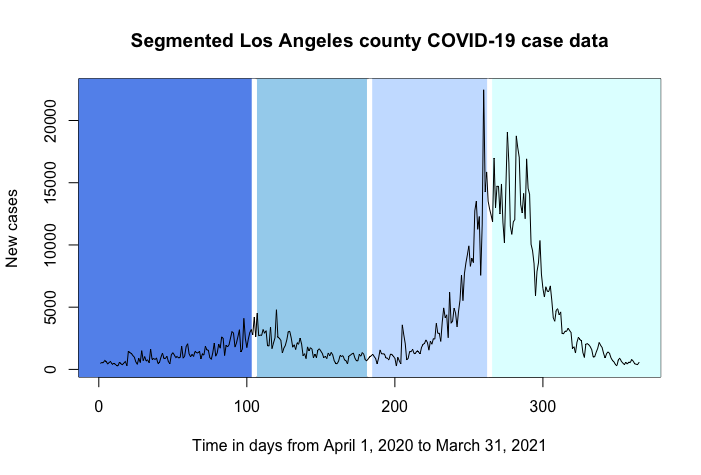 Segmented Los Angeles county COVID-19 case data
New cases
20000
15000
10000
5000
0
0 100 200 300
Time in days from April 1, 2020 to March 31, 2021